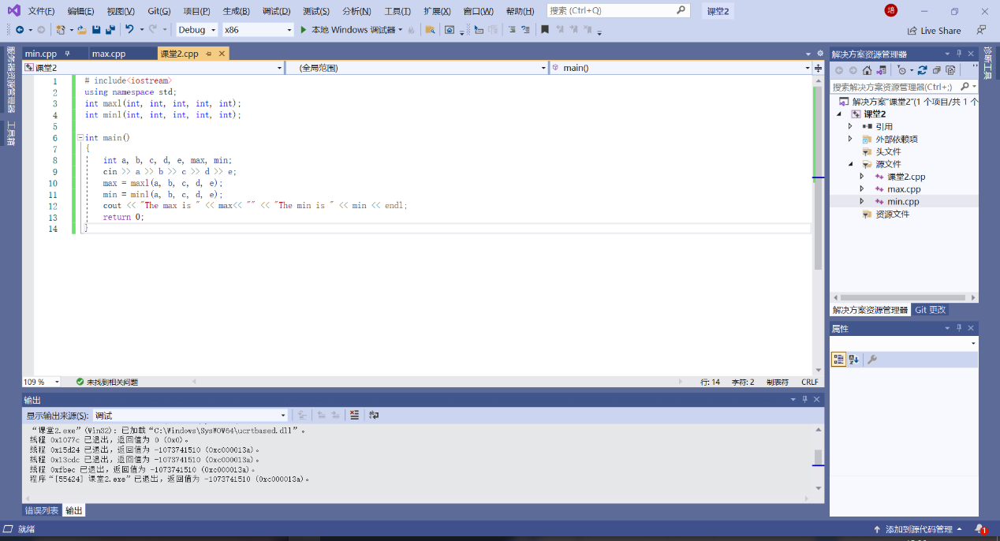 文件(F) 编辑(E) 视图(V) Git(G) 项目(P) 生成(B) 调试(D) 测试(S) 分析(N) 工具(T) 扩展(X) 窗口(W) 帮助(H) 搜索 (Ctrl+Q) 课堂2 培
Debug x86 本地 Windows 调试器 Live Share
服务器资源管理器
工具箱
min.cpp max.cpp 课堂2.cpp
课堂2 (全局范围) main()
1 # include<iostream>
2 using namespace std;
3 int max1(int, int, int, int, int);
4 int min1(int, int, int, int, int);
5
6 int main()
7 {
8 int a, b, c, d, e, max, min;
9 cin >> a >> b >> c >> d >> e;
10 max = max1(a, b, c, d, e);
11 min = min1(a, b, c, d, e);
12 cout << "The max is " << max<< "" << "The min is " << min << endl;
13 return 0;
14 }
109 % 未找到相关问题 行: 14 字符: 2 制表符 CRLF
输出
显示输出来源(S): 调试
“课堂2.exe”(Win32): 已加载“C:\Windows\SysWOW64\ucrtbased.dll”。
线程 0x1077c 已退出，返回值为 0 (0x0)。
线程 0x15d24 已退出，返回值为 -1073741510 (0xc000013a)。
线程 0x13cdc 已退出，返回值为 -1073741510 (0xc000013a)。
线程 0xfbec 已退出，返回值为 -1073741510 (0xc000013a)。
程序“[55424] 课堂2.exe”已退出，返回值为 -1073741510 (0xc000013a)。
错误列表 输出
解决方案资源管理器
搜索解决方案资源管理器(Ctrl+;)
解决方案"课堂2"(1 个项目/共 1 个
课堂2
引用
外部依赖项
头文件
源文件
课堂2.cpp
max.cpp
min.cpp
资源文件
解决方案资源管理器 Git 更改
属性
诊断工具
就绪 添加到源代码管理 1